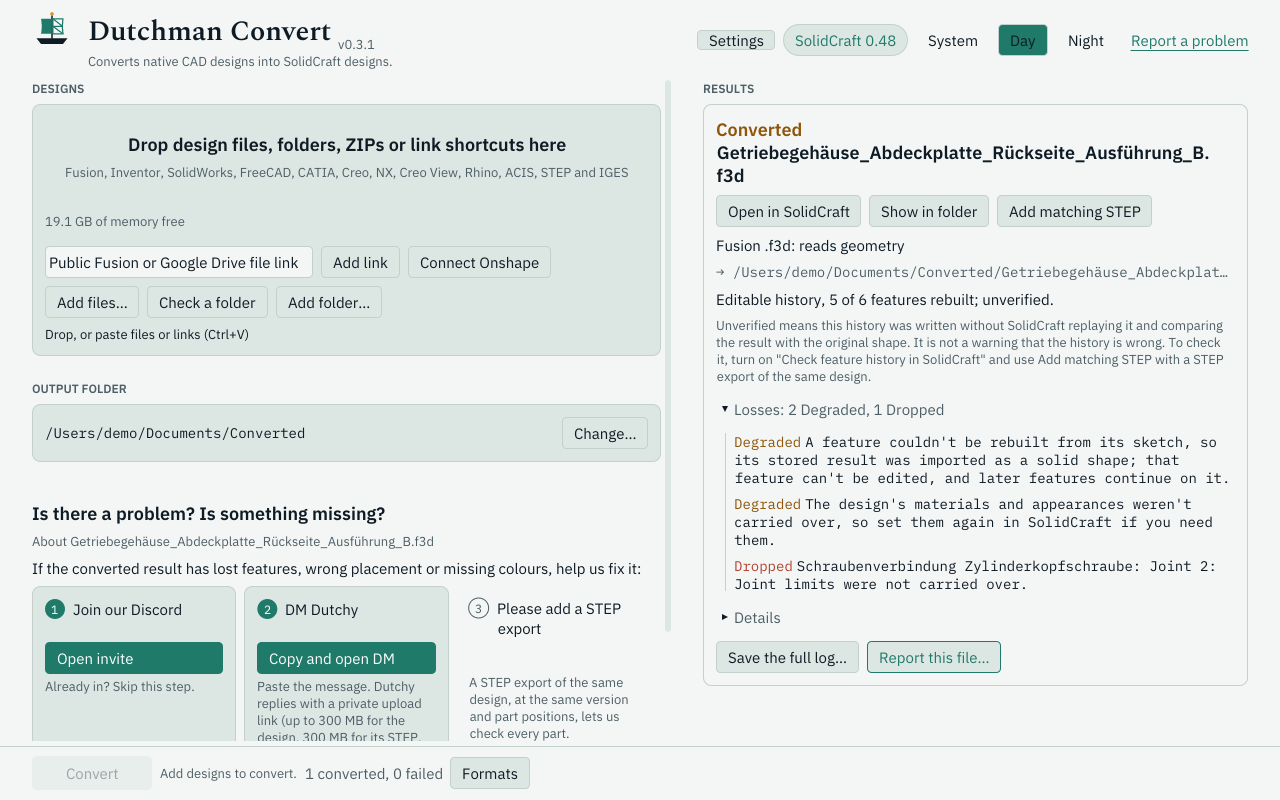 Dutchman Convert v0.3.1
Converts native CAD designs into SolidCraft designs.
Settings
SolidCraft 0.48
System
Day
Night
Report a problem
DESIGNS
Drop design files, folders, ZIPs or link shortcuts here
Fusion, Inventor, SolidWorks, FreeCAD, CATIA, Creo, NX, Creo View, Rhino, ACIS, STEP and IGES
19.1 GB of memory free
Public Fusion or Google Drive file link
Add link
Connect Onshape
Add files...
Check a folder
Add folder...
Drop, or paste files or links (Ctrl+V)
OUTPUT FOLDER
/Users/demo/Documents/Converted
Change...
Is there a problem? Is something missing?
About Getriebegehäuse_Abdeckplatte_Rückseite_Ausführung_B.f3d
If the converted result has lost features, wrong placement or missing colours, help us fix it:
1 Join our Discord
Open invite
Already in? Skip this step.
2 DM Dutchy
Copy and open DM
Paste the message. Dutchy
replies with a private upload
link (up to 300 MB for the
design, 300 MB for its STEP.
3 Please add a STEP
export
A STEP export of the same
design, at the same version
and part positions, lets us
check every part.
RESULTS
Converted
Getriebegehäuse_Abdeckplatte_Rückseite_Ausführung_B.
f3d
Open in SolidCraft
Show in folder
Add matching STEP
Fusion .f3d: reads geometry
→ /Users/demo/Documents/Converted/Getriebegehäuse_Abdeckplat…
Editable history, 5 of 6 features rebuilt; unverified.
Unverified means this history was written without SolidCraft replaying it and comparing
the result with the original shape. It is not a warning that the history is wrong. To check
it, turn on "Check feature history in SolidCraft" and use Add matching STEP with a STEP
export of the same design.
▾ Losses: 2 Degraded, 1 Dropped
Degraded A feature couldn't be rebuilt from its sketch, so
its stored result was imported as a solid shape; that
feature can't be edited, and later features continue on it.
Degraded The design's materials and appearances weren't
carried over, so set them again in SolidCraft if you need
them.
Dropped Schraubenverbindung Zylinderkopfschraube: Joint 2:
Joint limits were not carried over.
▸ Details
Save the full log...
Report this file...
Convert
Add designs to convert.
1 converted, 0 failed
Formats